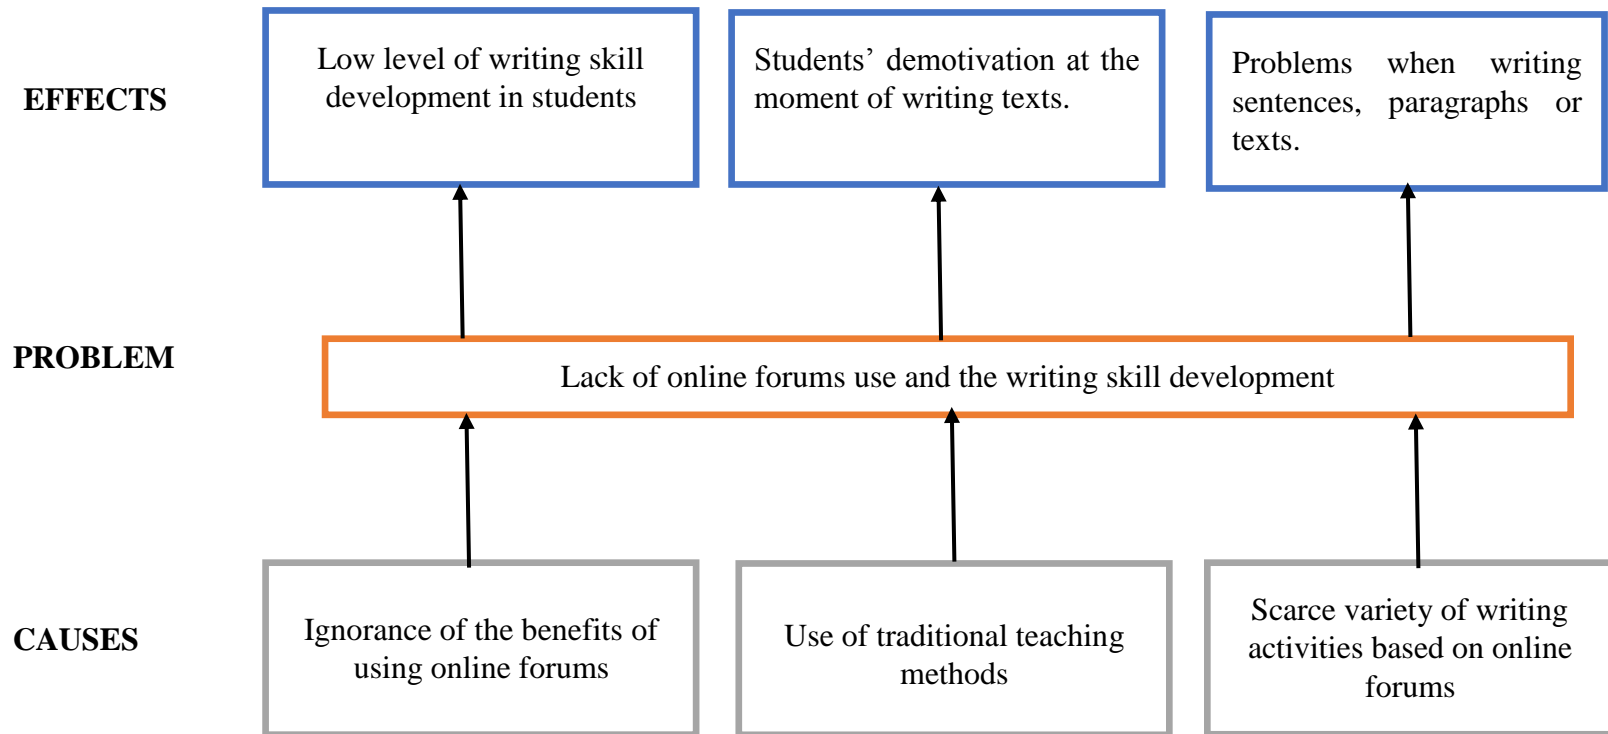 EFFECTS
Low level of writing skill
development in students
Students’ demotivation at the
moment of writing texts.
Problems when writing
sentences, paragraphs or
texts.
PROBLEM
Lack of online forums use and the writing skill development
CAUSES
Ignorance of the benefits of
using online forums
Use of traditional teaching
methods
Scarce variety of writing
activities based on online
forums